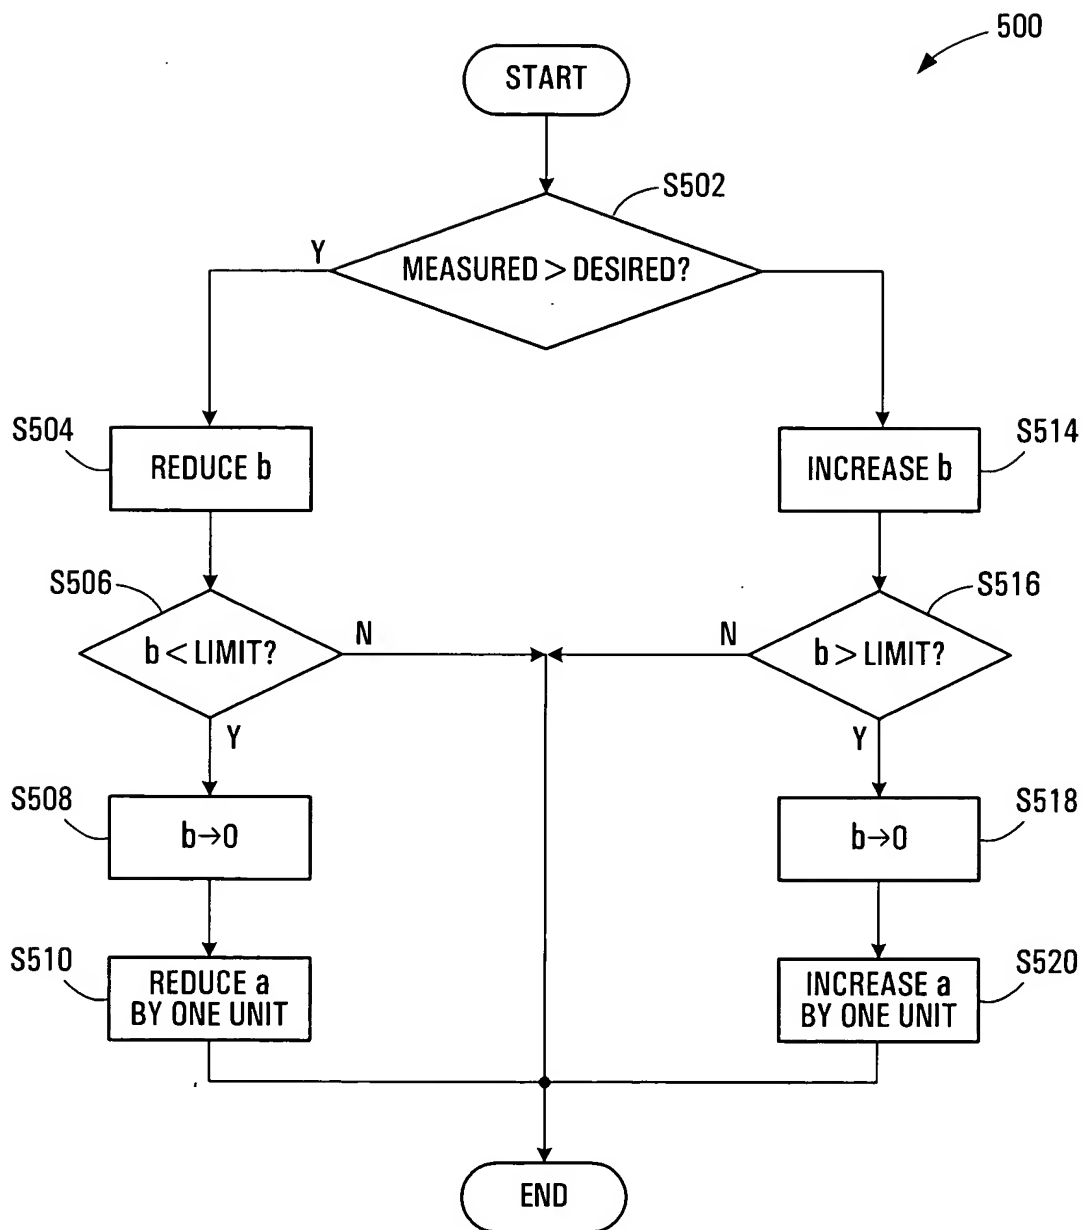 500
START
S502
Y
MEASURED > DESIRED?
S504
REDUCE b
INCREASE b
S514
S506
b < LIMIT?
N
N
b > LIMIT?
S516
Y
Y
S508
b→0
b→0
S518
S510
REDUCE a
BY ONE UNIT
INCREASE a
BY ONE UNIT
S520
END